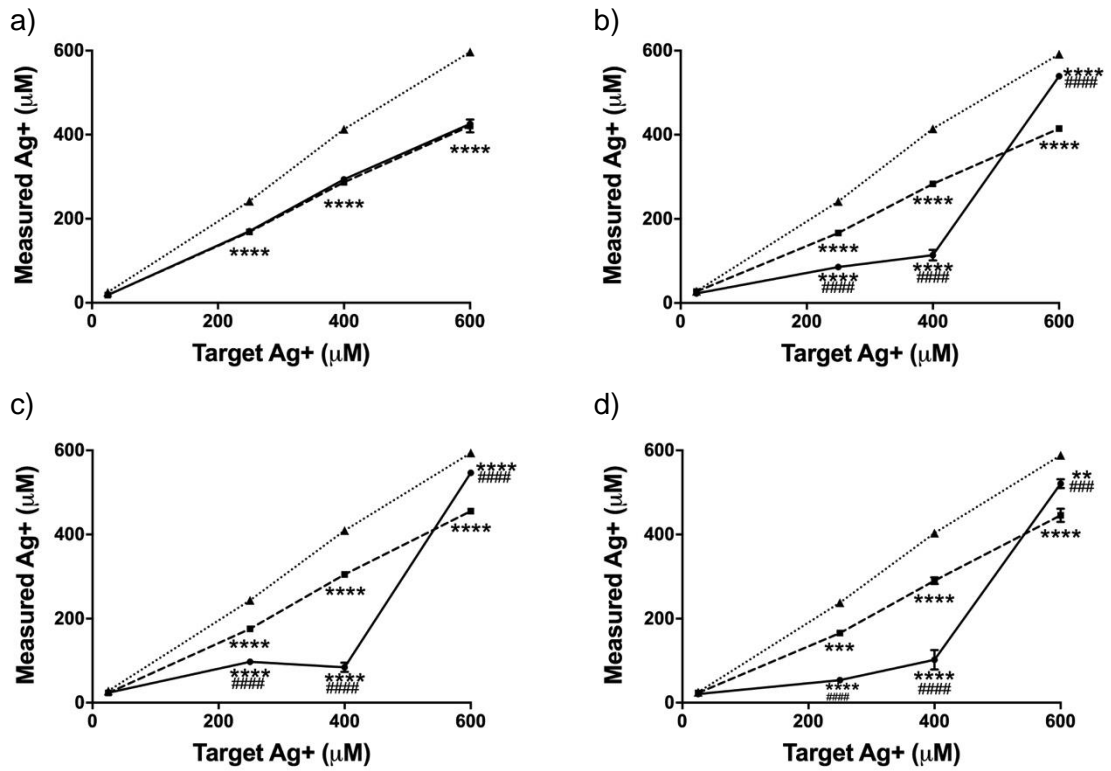 a)
600
400
200
0
Measured Ag+ (μM)
****
****
****
0 200 400 600
Target Ag+ (μM)
b)
600
400
200
0
Measured Ag+ (μM)
****
####
****
****
****
****
####
****
####
0 200 400 600
Target Ag+ (μM)
c)
600
400
200
0
Measured Ag+ (μM)
****
####
****
****
****
****
####
****
####
0 200 400 600
Target Ag+ (μM)
d)
600
400
200
0
Measured Ag+ (μM)
**
###
****
****
***
****
####
****
####
0 200 400 600
Target Ag+ (μM)